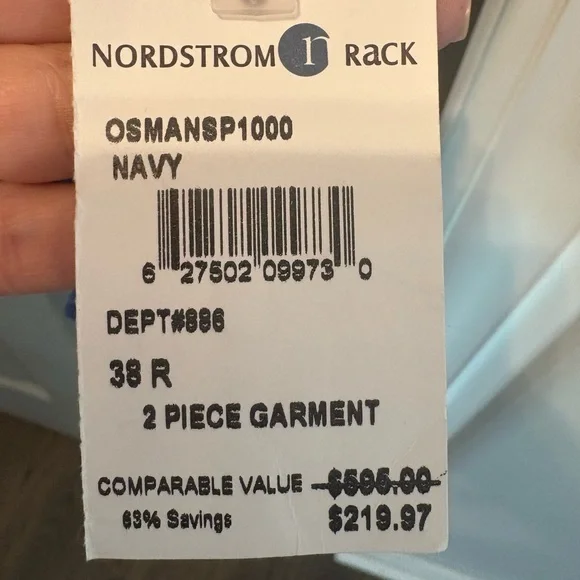 NORDSTROM r RACK
OSMANSP1000
NAVY
6 27502 09973 0
DEPT#886
38 R
2 PIECE GARMENT
COMPARABLE VALUE $595.00
63% Savings $219.97